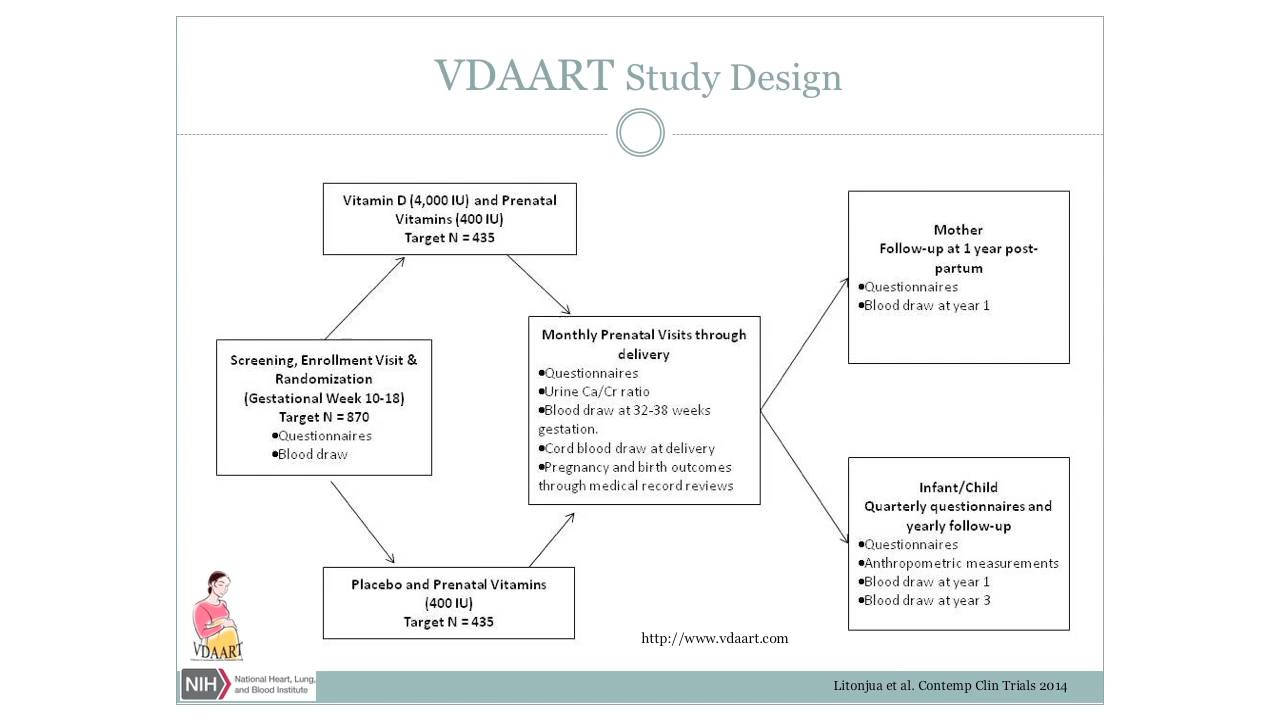 VDAART Study Design
Vitamin D (4,000 IU) and Prenatal
Vitamins (400 IU)
Target N = 435
Mother
Follow-up at 1 year post-
partum
•Questionnaires
•Blood draw at year 1
Screening, Enrollment Visit &
Randomization
(Gestational Week 10-18)
Target N = 870
•Questionnaires
•Blood draw
Monthly Prenatal Visits through
delivery
•Questionnaires
•Urine Ca/Cr ratio
•Blood draw at 32-38 weeks
gestation.
•Cord blood draw at delivery
•Pregnancy and birth outcomes
through medical record reviews
Infant/Child
Quarterly questionnaires and
yearly follow-up
•Questionnaires
•Anthropometric measurements
•Blood draw at year 1
•Blood draw at year 3
Placebo and Prenatal Vitamins
(400 IU)
Target N = 435
http://www.vdaart.com
VDAART
NIH National Heart, Lung,
and Blood Institute
Litonjua et al. Contemp Clin Trials 2014